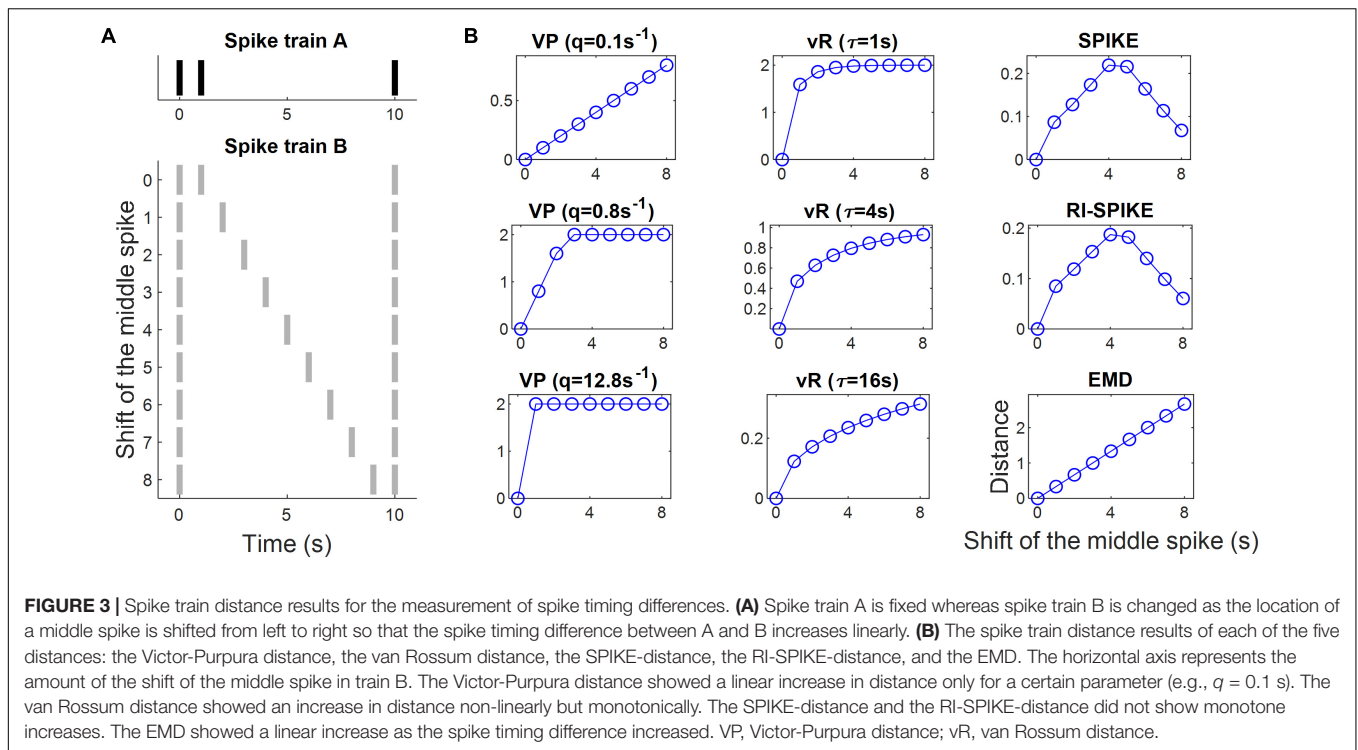 A
Spike train A
0 5 10
Spike train B
Shift of the middle spike
0
1
2
3
4
5
6
7
8
0 5 10
Time (s)
B
VP (q=0.1s⁻¹)
0.5
0
0 4 8
vR (τ=1s)
2
1
0
0 4 8
SPIKE
0.2
0.1
0
0 4 8
VP (q=0.8s⁻¹)
2
1
0
0 4 8
vR (τ=4s)
1
0.8
0.6
0.4
0.2
0 4 8
RI-SPIKE
0.2
0.1
0
0 4 8
VP (q=12.8s⁻¹)
2
1
0
0 4 8
vR (τ=16s)
0.2
0
0 4 8
EMD
Distance
2
1
0
0 4 8
Shift of the middle spike (s)
FIGURE 3 | Spike train distance results for the measurement of spike timing differences. (A) Spike train A is fixed whereas spike train B is changed as the location of
a middle spike is shifted from left to right so that the spike timing difference between A and B increases linearly. (B) The spike train distance results of each of the five
distances: the Victor-Purpura distance, the van Rossum distance, the SPIKE-distance, the RI-SPIKE-distance, and the EMD. The horizontal axis represents the
amount of the shift of the middle spike in train B. The Victor-Purpura distance showed a linear increase in distance only for a certain parameter (e.g., q = 0.1 s). The
van Rossum distance showed an increase in distance non-linearly but monotonically. The SPIKE-distance and the RI-SPIKE-distance did not show monotone
increases. The EMD showed a linear increase as the spike timing difference increased. VP, Victor-Purpura distance; vR, van Rossum distance.